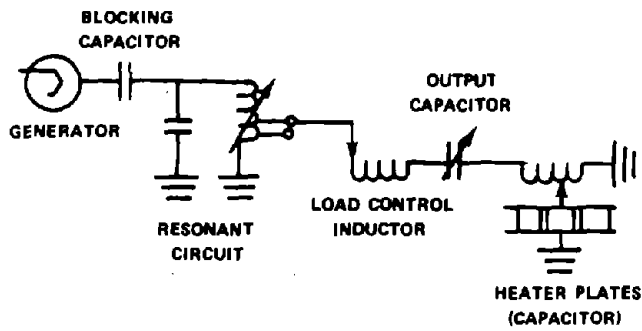 BLOCKING
CAPACITOR
GENERATOR
RESONANT
CIRCUIT
OUTPUT
CAPACITOR
LOAD CONTROL
INDUCTOR
HEATER PLATES
(CAPACITOR)